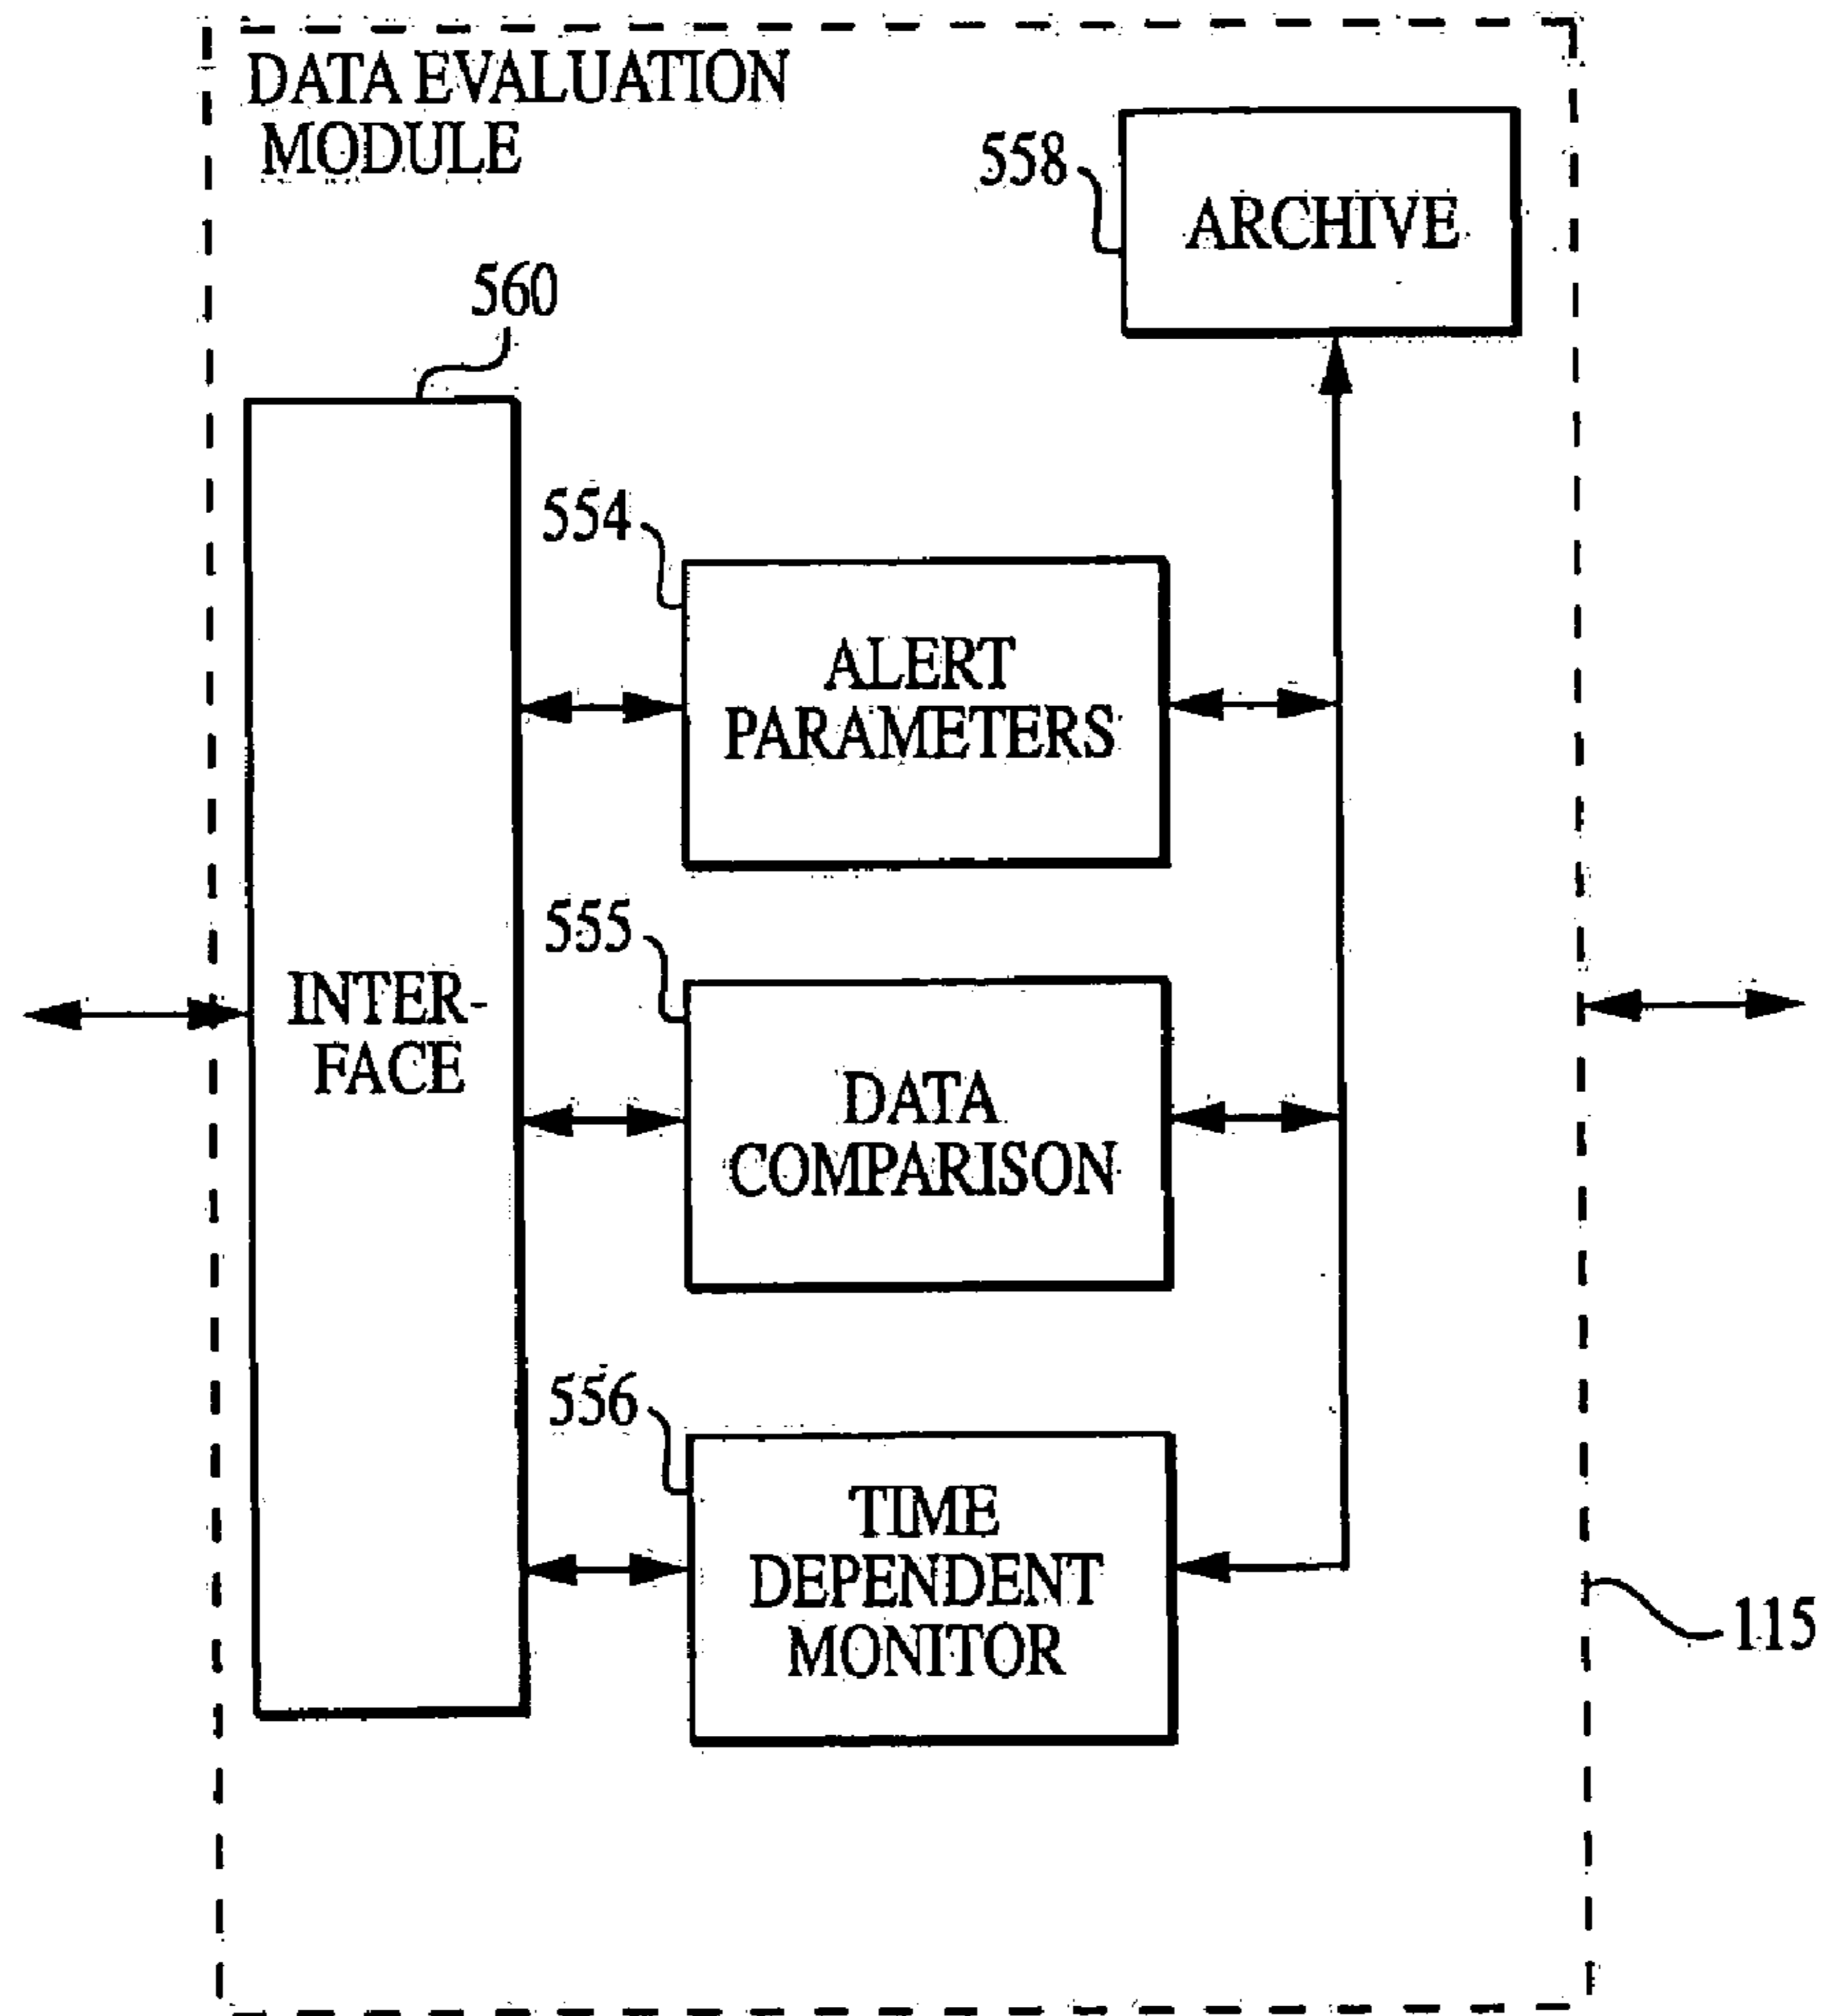 DATA EVALUATION
MODULE
558
ARCHIVE
560
554
ALERT
PARAMETERS
555
INTER-
FACE
DATA
COMPARISON
556
TIME
DEPENDENT
MONITOR
115